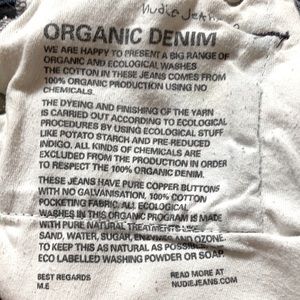 Nudie Jeans
ORGANIC DENIM
WE ARE HAPPY TO PRESENT A BIG RANGE OF
ORGANIC AND ECOLOGICAL WASHES
THE COTTON IN THESE JEANS COMES FROM
100% ORGANIC PRODUCTION USING NO
CHEMICALS.
THE DYEING AND FINISHING OF THE YARN
IS CARRIED OUT ACCORDING TO ECOLOGICAL
PROCEDURES BY USING ECOLOGICAL STUFF
LIKE POTATO STARCH AND PRE REDUCED
INDIGO. ALL KINDS OF CHEMICALS ARE
EXCLUDED FROM THE PRODUCTION IN ORDER
TO RESPECT THE 100% ORGANIC DENIM.
THESE JEANS HAVE PURE COPPER BUTTONS
WITH NO GALVANISATION. 100% COTTON
POCKETING FABRIC. ALL ECOLOGICAL
WASHES IN THIS ORGANIC PROGRAM IS MADE
WITH PURE NATURAL TREATMENTS LIKE
SAND, WATER, SUGAR, ENZYMES AND OZONE.
TO KEEP THIS AS NATURAL AS POSSIBLE
ECO LABELLED WASHING POWDER OR SOAP.
BEST REGARDS
M.E
READ MORE AT
NUDIEJEANS.COM